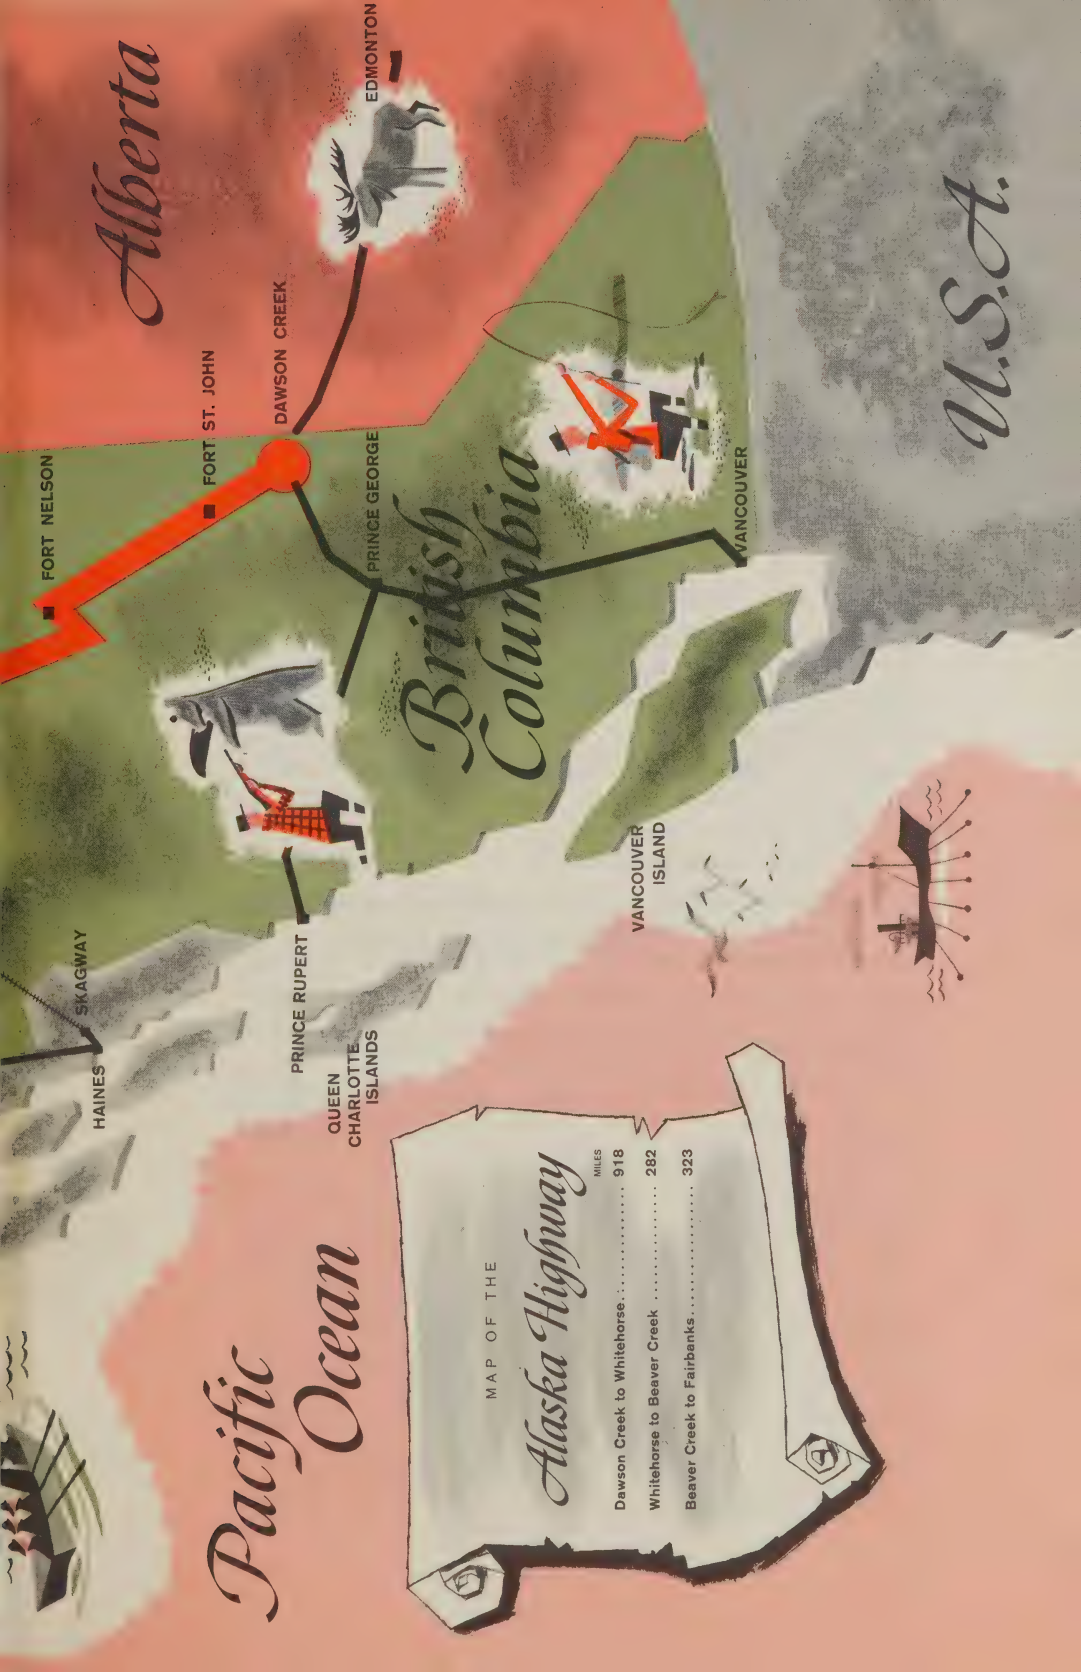 Alberta
EDMONTON
FORT NELSON
FORT ST. JOHN
DAWSON CREEK
PRINCE GEORGE
British
Columbia
VANCOUVER
U.S.A.
SKAGWAY
HAINES
PRINCE RUPERT
QUEEN
CHARLOTTE
ISLANDS
VANCOUVER
ISLAND
Pacific
Ocean
MAP OF THE
Alaska Highway
MILES
Dawson Creek to Whitehorse.................. 918
Whitehorse to Beaver Creek .................. 282
Beaver Creek to Fairbanks.................. 323